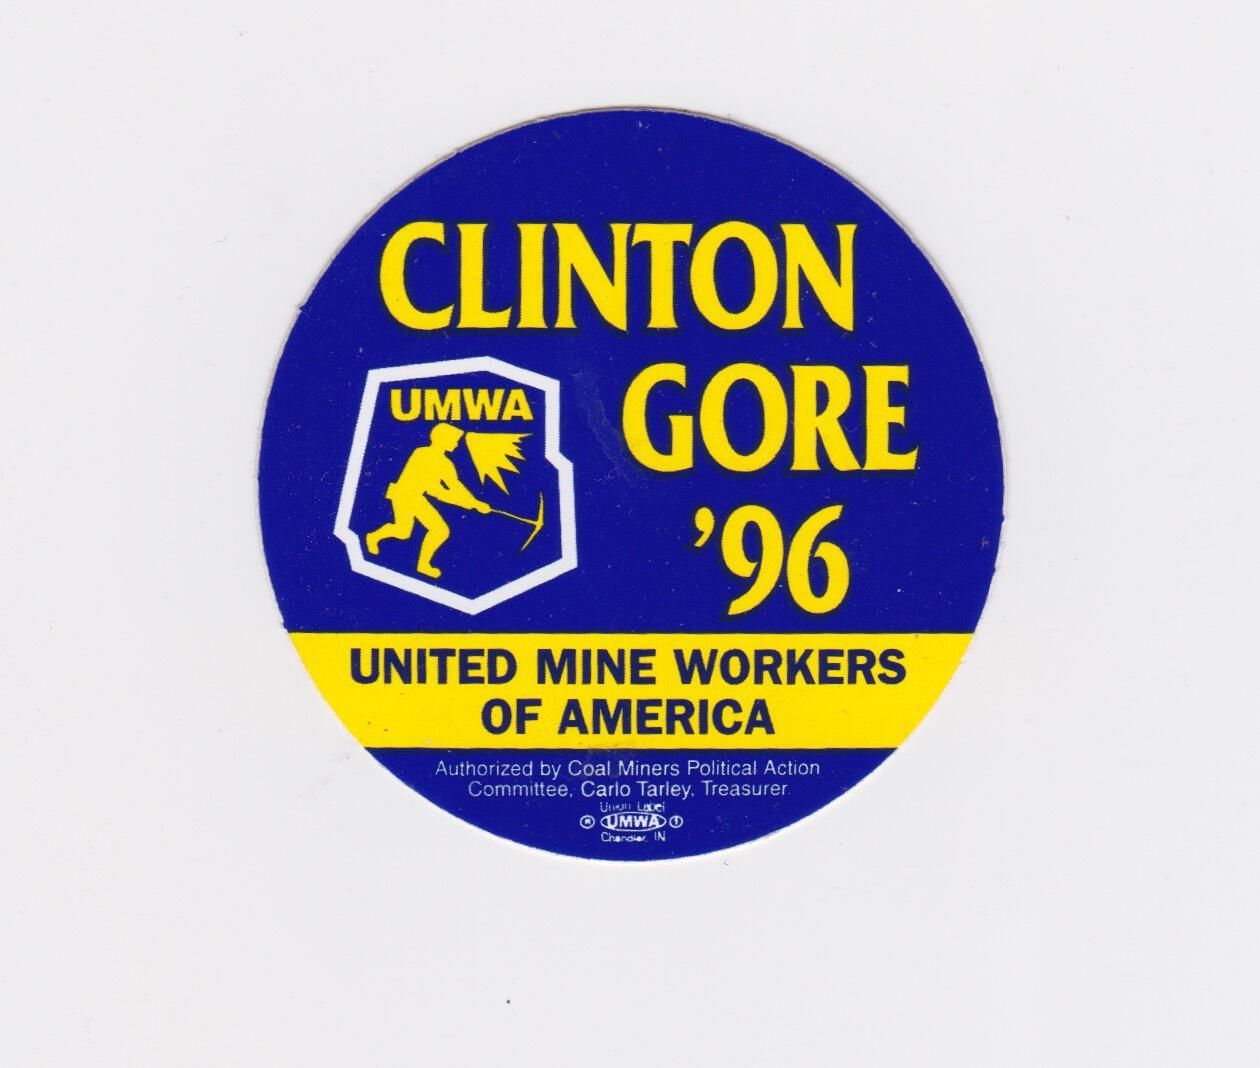 CLINTON
GORE
'96
UMWA
UNITED MINE WORKERS
OF AMERICA
Authorized by Coal Miners Political Action
Committee, Carlo Tarley, Treasurer.
Union Label
® UMWA ①
Chandler, IN